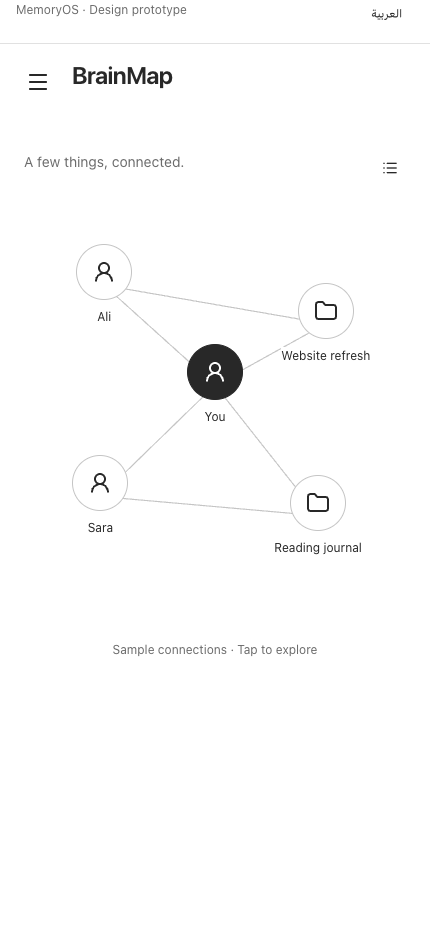 MemoryOS · Design prototype
العربية
BrainMap
A few things, connected.
Ali
Website refresh
You
Sara
Reading journal
Sample connections · Tap to explore